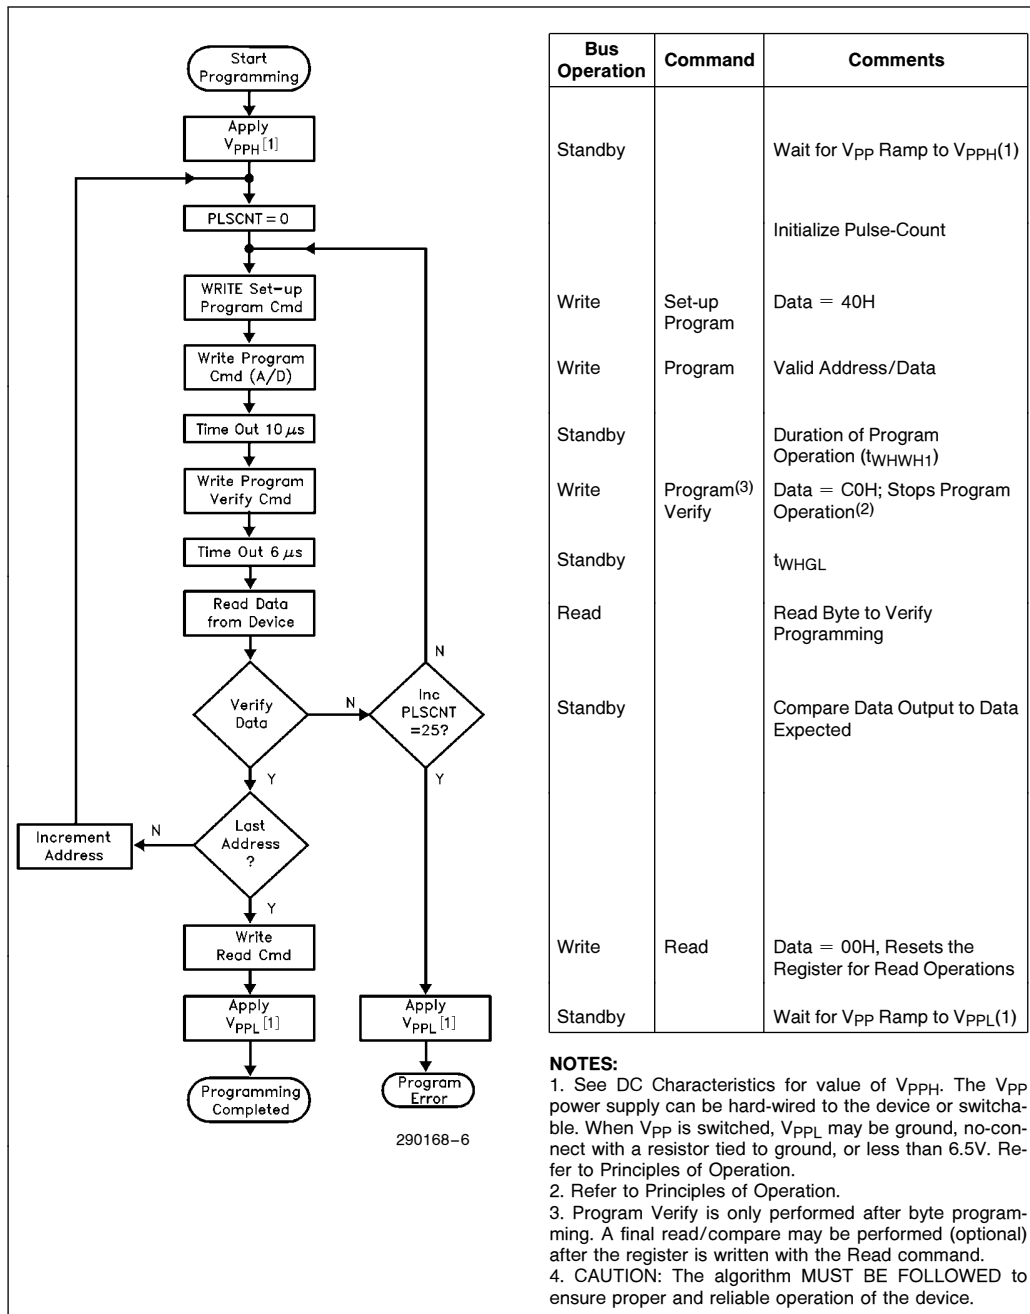 Start
Programming
Apply
VPPH[1]
PLSCNT = 0
WRITE Set-up
Program Cmd
Write Program
Cmd (A/D)
Time Out 10 µs
Write Program
Verify Cmd
Time Out 6 µs
Read Data
from Device
Verify
Data
N
Inc
PLSCNT
=25?
N
Y
Y
Last
Address
?
N
Increment
Address
Y
Write
Read Cmd
Apply
VPPL[1]
Apply
VPPL[1]
Programming
Completed
Program
Error
290168–6
Bus
Operation
Command
Comments
Standby
Wait for VPP Ramp to VPPH(1)
Initialize Pulse-Count
Write
Set-up
Program
Data = 40H
Write
Program
Valid Address/Data
Standby
Duration of Program
Operation (tWHWH1)
Write
Program(3)
Verify
Data = C0H; Stops Program
Operation(2)
Standby
tWHGL
Read
Read Byte to Verify
Programming
Standby
Compare Data Output to Data
Expected
Write
Read
Data = 00H, Resets the
Register for Read Operations
Standby
Wait for VPP Ramp to VPPL(1)
NOTES:
1. See DC Characteristics for value of VPPH. The VPP
power supply can be hard-wired to the device or switcha-
ble. When VPP is switched, VPPL may be ground, no-con-
nect with a resistor tied to ground, or less than 6.5V. Re-
fer to Principles of Operation.
2. Refer to Principles of Operation.
3. Program Verify is only performed after byte program-
ming. A final read/compare may be performed (optional)
after the register is written with the Read command.
4. CAUTION: The algorithm MUST BE FOLLOWED to
ensure proper and reliable operation of the device.